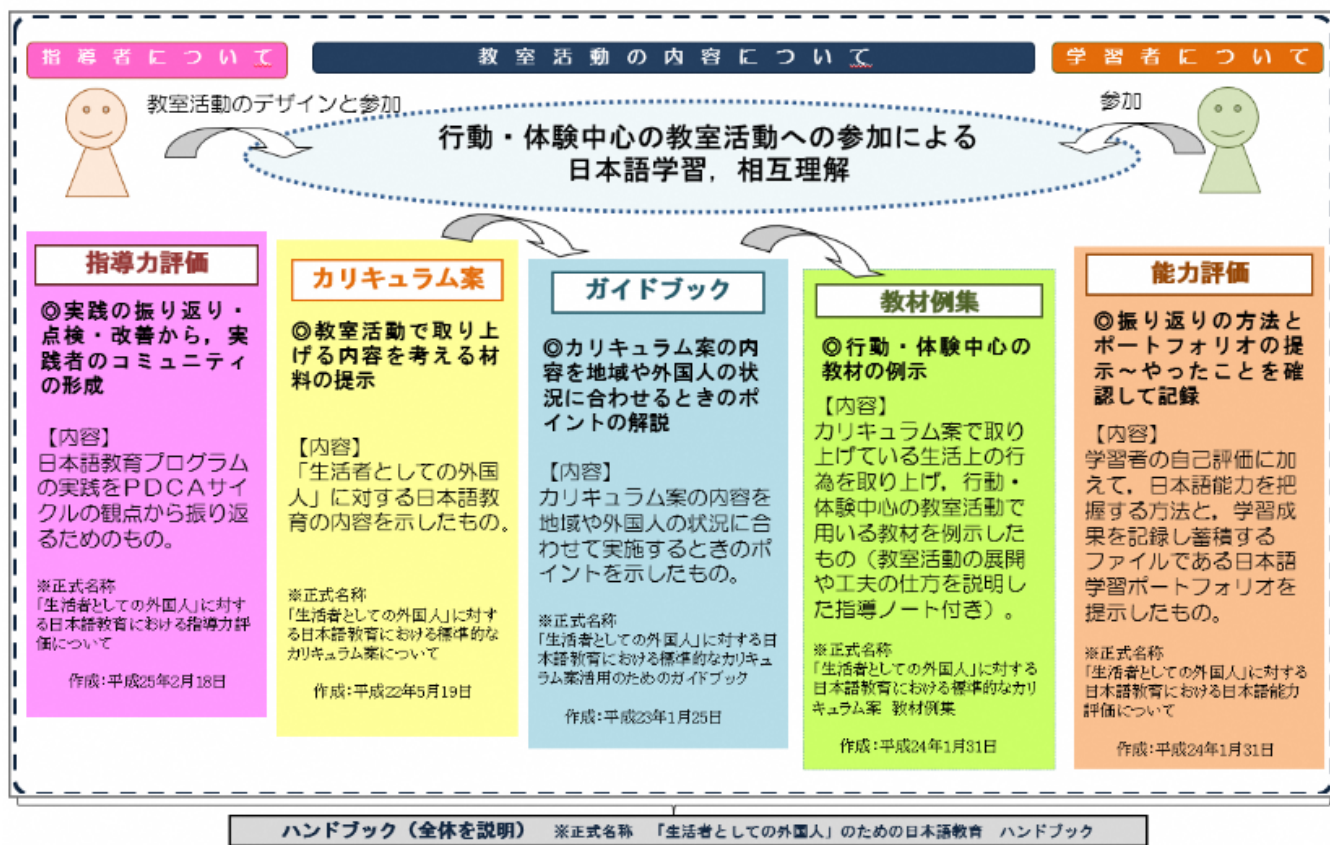 指導者について
教室活動の内容について
学習者について
教室活動のデザインと参加
参加
行動・体験中心の教室活動への参加による
日本語学習，相互理解
指導力評価
◎実践の振り返り・
点検・改善から，実
践者のコミュニティ
の形成
【内容】
日本語教育プログラム
の実践をＰＤＣＡサイ
クルの観点から振り返
るためのもの。
※正式名称
「生活者としての外国人」に対す
る日本語教育における指導力評
価について
作成：平成25年2月18日
カリキュラム案
◎教室活動で取り上
げる内容を考える材
料の提示
【内容】
「生活者としての外国
人」に対する日本語教
育の内容を示したもの。
※正式名称
「生活者としての外国人」に対す
る日本語教育における標準的な
カリキュラム案について
作成：平成22年5月19日
ガイドブック
◎カリキュラム案の内
容を地域や外国人の状
況に合わせるときのポ
イントの解説
【内容】
カリキュラム案の内容を
地域や外国人の状況に合
わせて実施するときのポ
イントを示したもの。
※正式名称
「生活者としての外国人」に対する日
本語教育における標準的なカリキュ
ラム案活用のためのガイドブック
作成：平成23年1月25日
教材例集
◎行動・体験中心の
教材の例示
【内容】
カリキュラム案で取り
上げている生活上の行
為を取り上げ，行動・
体験中心の教室活動で
用いる教材を例示した
もの（教室活動の展開
や工夫の仕方を説明し
た指導ノート付き）。
※正式名称
「生活者としての外国人」に対する
日本語教育における標準的なカリ
キュラム案 教材例集
作成：平成24年1月31日
能力評価
◎振り返りの方法と
ポートフォリオの提
示～やったことを確
認して記録
【内容】
学習者の自己評価に加
えて，日本語能力を把
握する方法と，学習成
果を記録し蓄積する
ファイルである日本語
学習ポートフォリオを
提示したもの。
※正式名称
「生活者としての外国人」に対する
日本語教育における日本語能力
評価について
作成：平成24年1月31日
ハンドブック（全体を説明） ※正式名称 「生活者としての外国人」のための日本語教育 ハンドブック